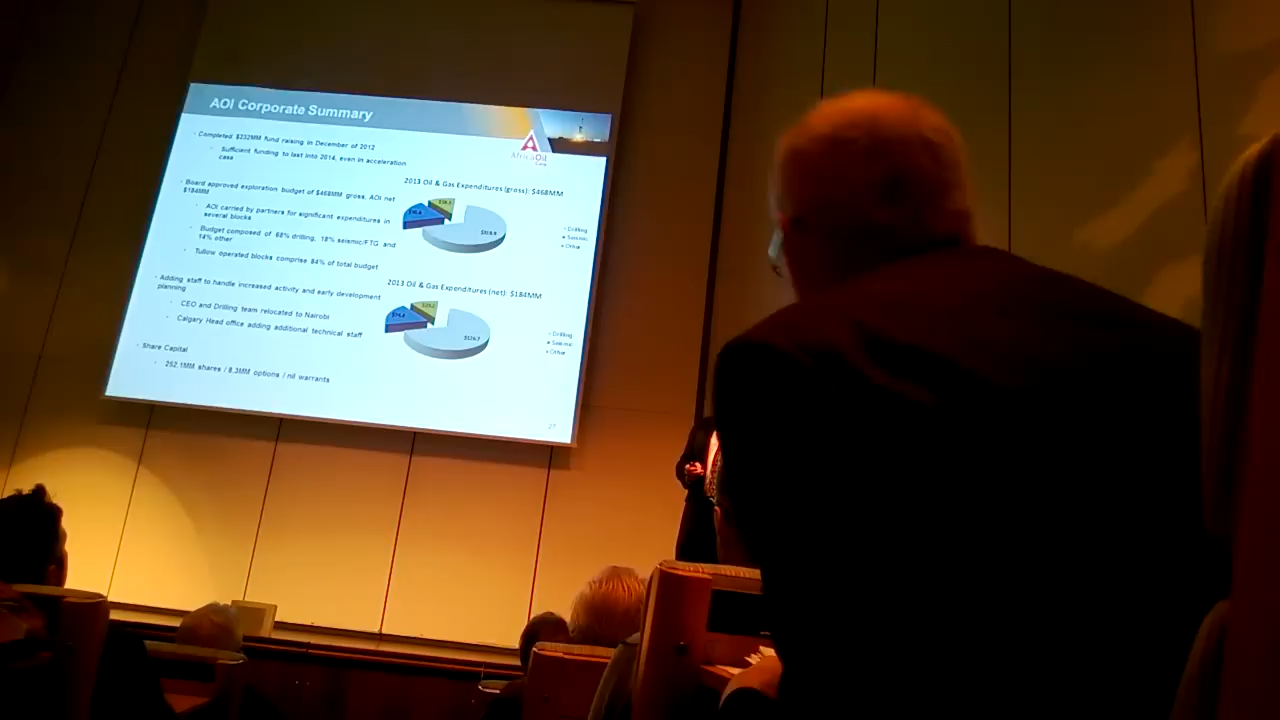 AOI Corporate Summary
AfricaOil
Completed $232MM fund raising in December of 2012
Sufficient funding to last into 2014, even in acceleration
case
Board approved exploration budget of $468MM gross, AOI net
$184MM
AOI carried by partners for significant expenditures in
several blocks
Budget composed of 68% drilling, 18% seismic/FTG and
14% other
Tullow operated blocks comprise 84% of total budget
Adding staff to handle increased activity and early development
planning
CEO and Drilling team relocated to Nairobi
Calgary Head office adding additional technical staff
Share Capital
252.1MM shares / 8.3MM options / nil warrants
2013 Oil & Gas Expenditures (gross): $468MM
Drilling
Seismic
Other
2013 Oil & Gas Expenditures (net): $184MM
Drilling
Seismic
Other
27